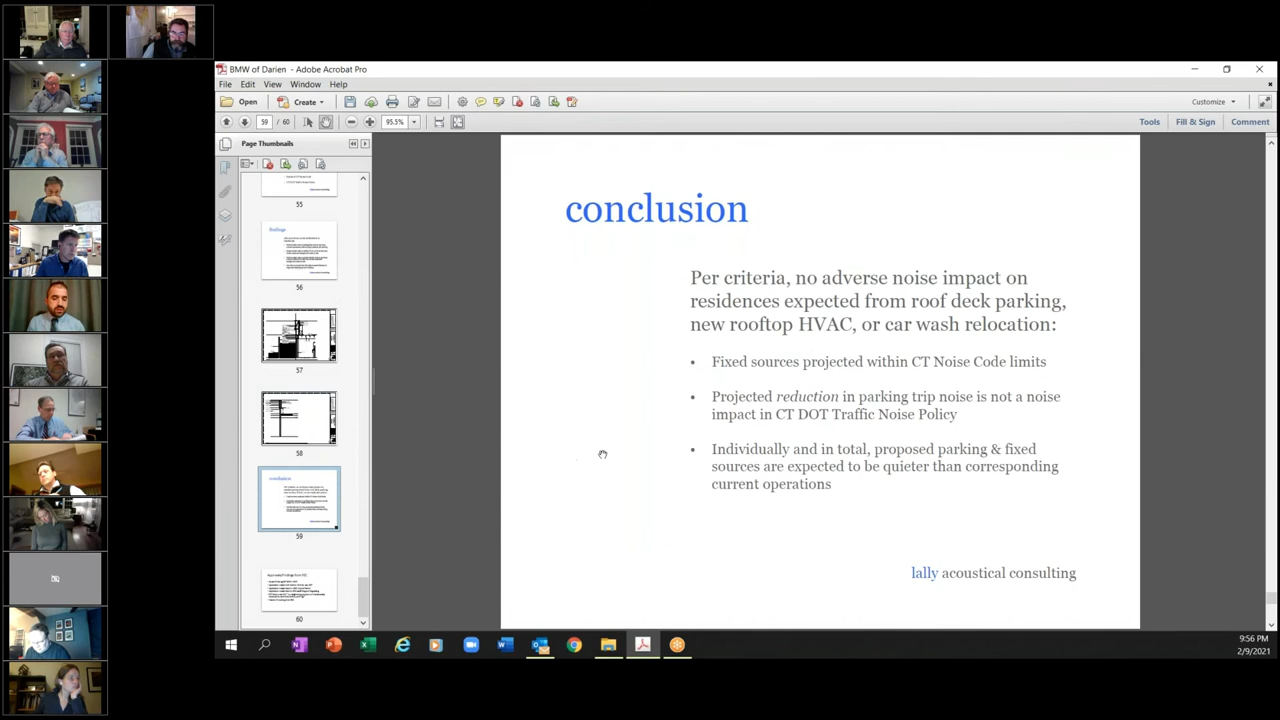 BMW of Darien - Adobe Acrobat Pro
File Edit View Window Help
Open Create Customize
59 / 60 95.5% Tools Fill & Sign Comment
Page Thumbnails
55
findings
56
57
58
conclusion
59
60
conclusion
Per criteria, no adverse noise impact on
residences expected from roof deck parking,
new rooftop HVAC, or car wash relocation:
• Fixed sources projected within CT Noise Code limits
• Projected reduction in parking trip noise is not a noise
impact in CT DOT Traffic Noise Policy
• Individually and in total, proposed parking & fixed
sources are expected to be quieter than corresponding
current operations
lally acoustical consulting
9:56 PM
2/9/2021